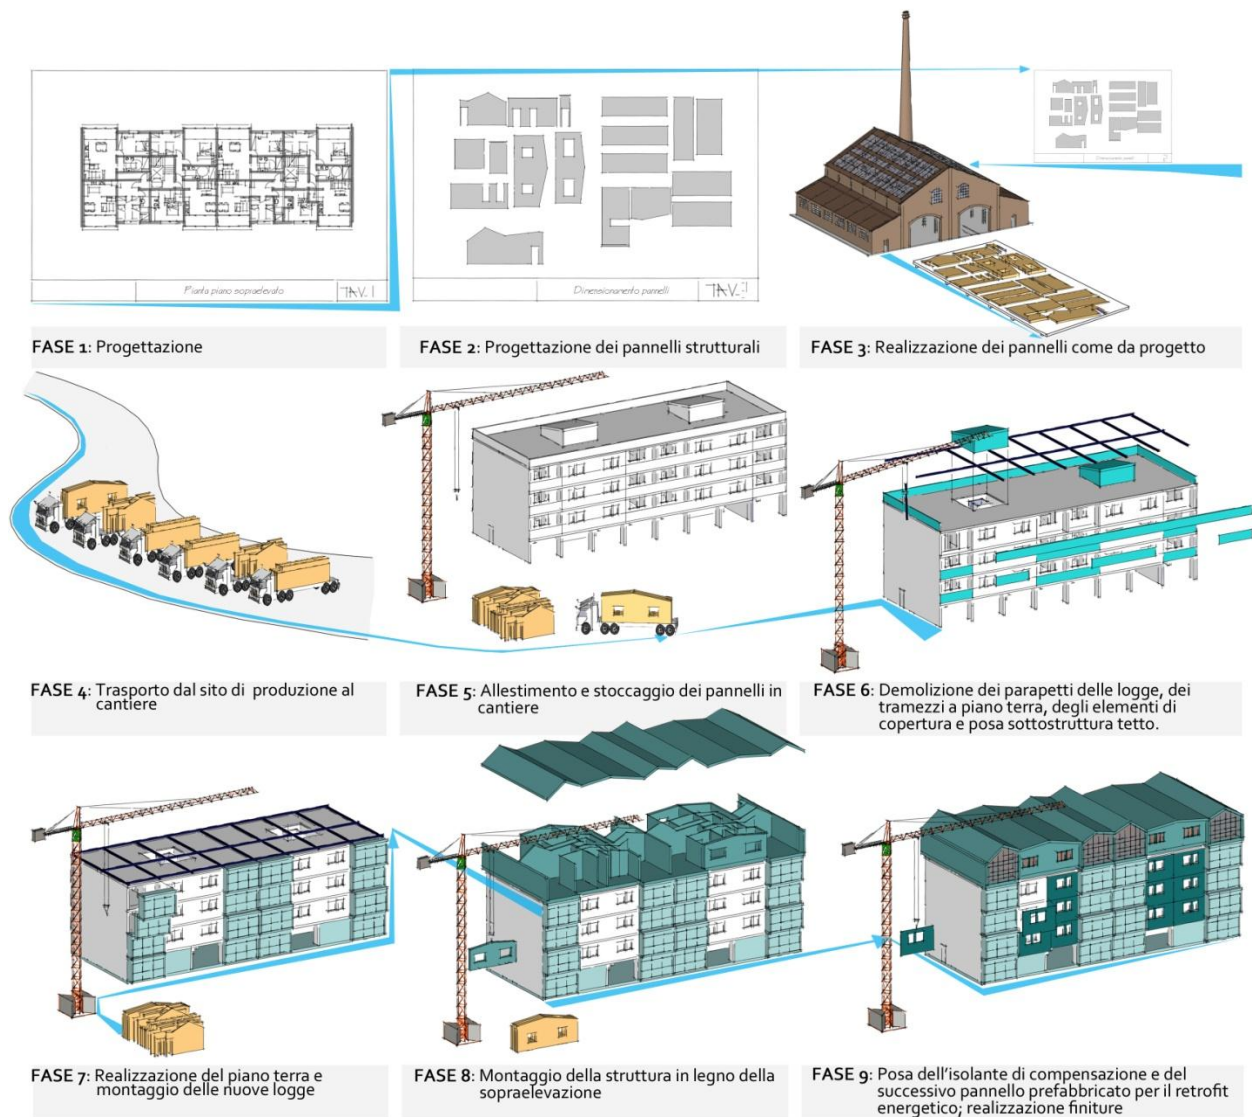 Pianta piano sopraelevato
TAV. I
Dimensionamento pannelli
Dimensionamento pannelli
FASE 1: Progettazione
FASE 2: Progettazione dei pannelli strutturali
FASE 3: Realizzazione dei pannelli come da progetto
FASE 4: Trasporto dal sito di produzione al
cantiere
FASE 5: Allestimento e stoccaggio dei pannelli in
cantiere
FASE 6: Demolizione dei parapetti delle logge, dei
tramezzi a piano terra, degli elementi di
copertura e posa sottostruttura tetto.
FASE 7: Realizzazione del piano terra e
montaggio delle nuove logge
FASE 8: Montaggio della struttura in legno della
sopraelevazione
FASE 9: Posa dell'isolante di compensazione e del
successivo pannello prefabbricato per il retrofit
energetico; realizzazione finiture